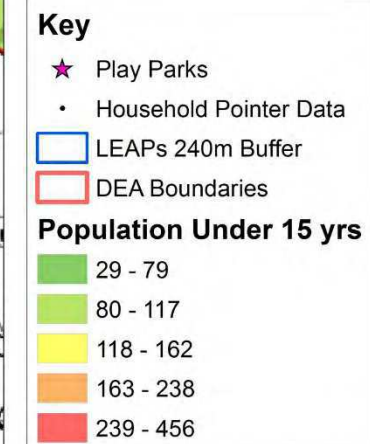 Key
Play Parks
Household Pointer Data
LEAPs 240m Buffer
DEA Boundaries
Population Under 15 yrs
29 - 79
80 - 117
118 - 162
163 - 238
239 - 456